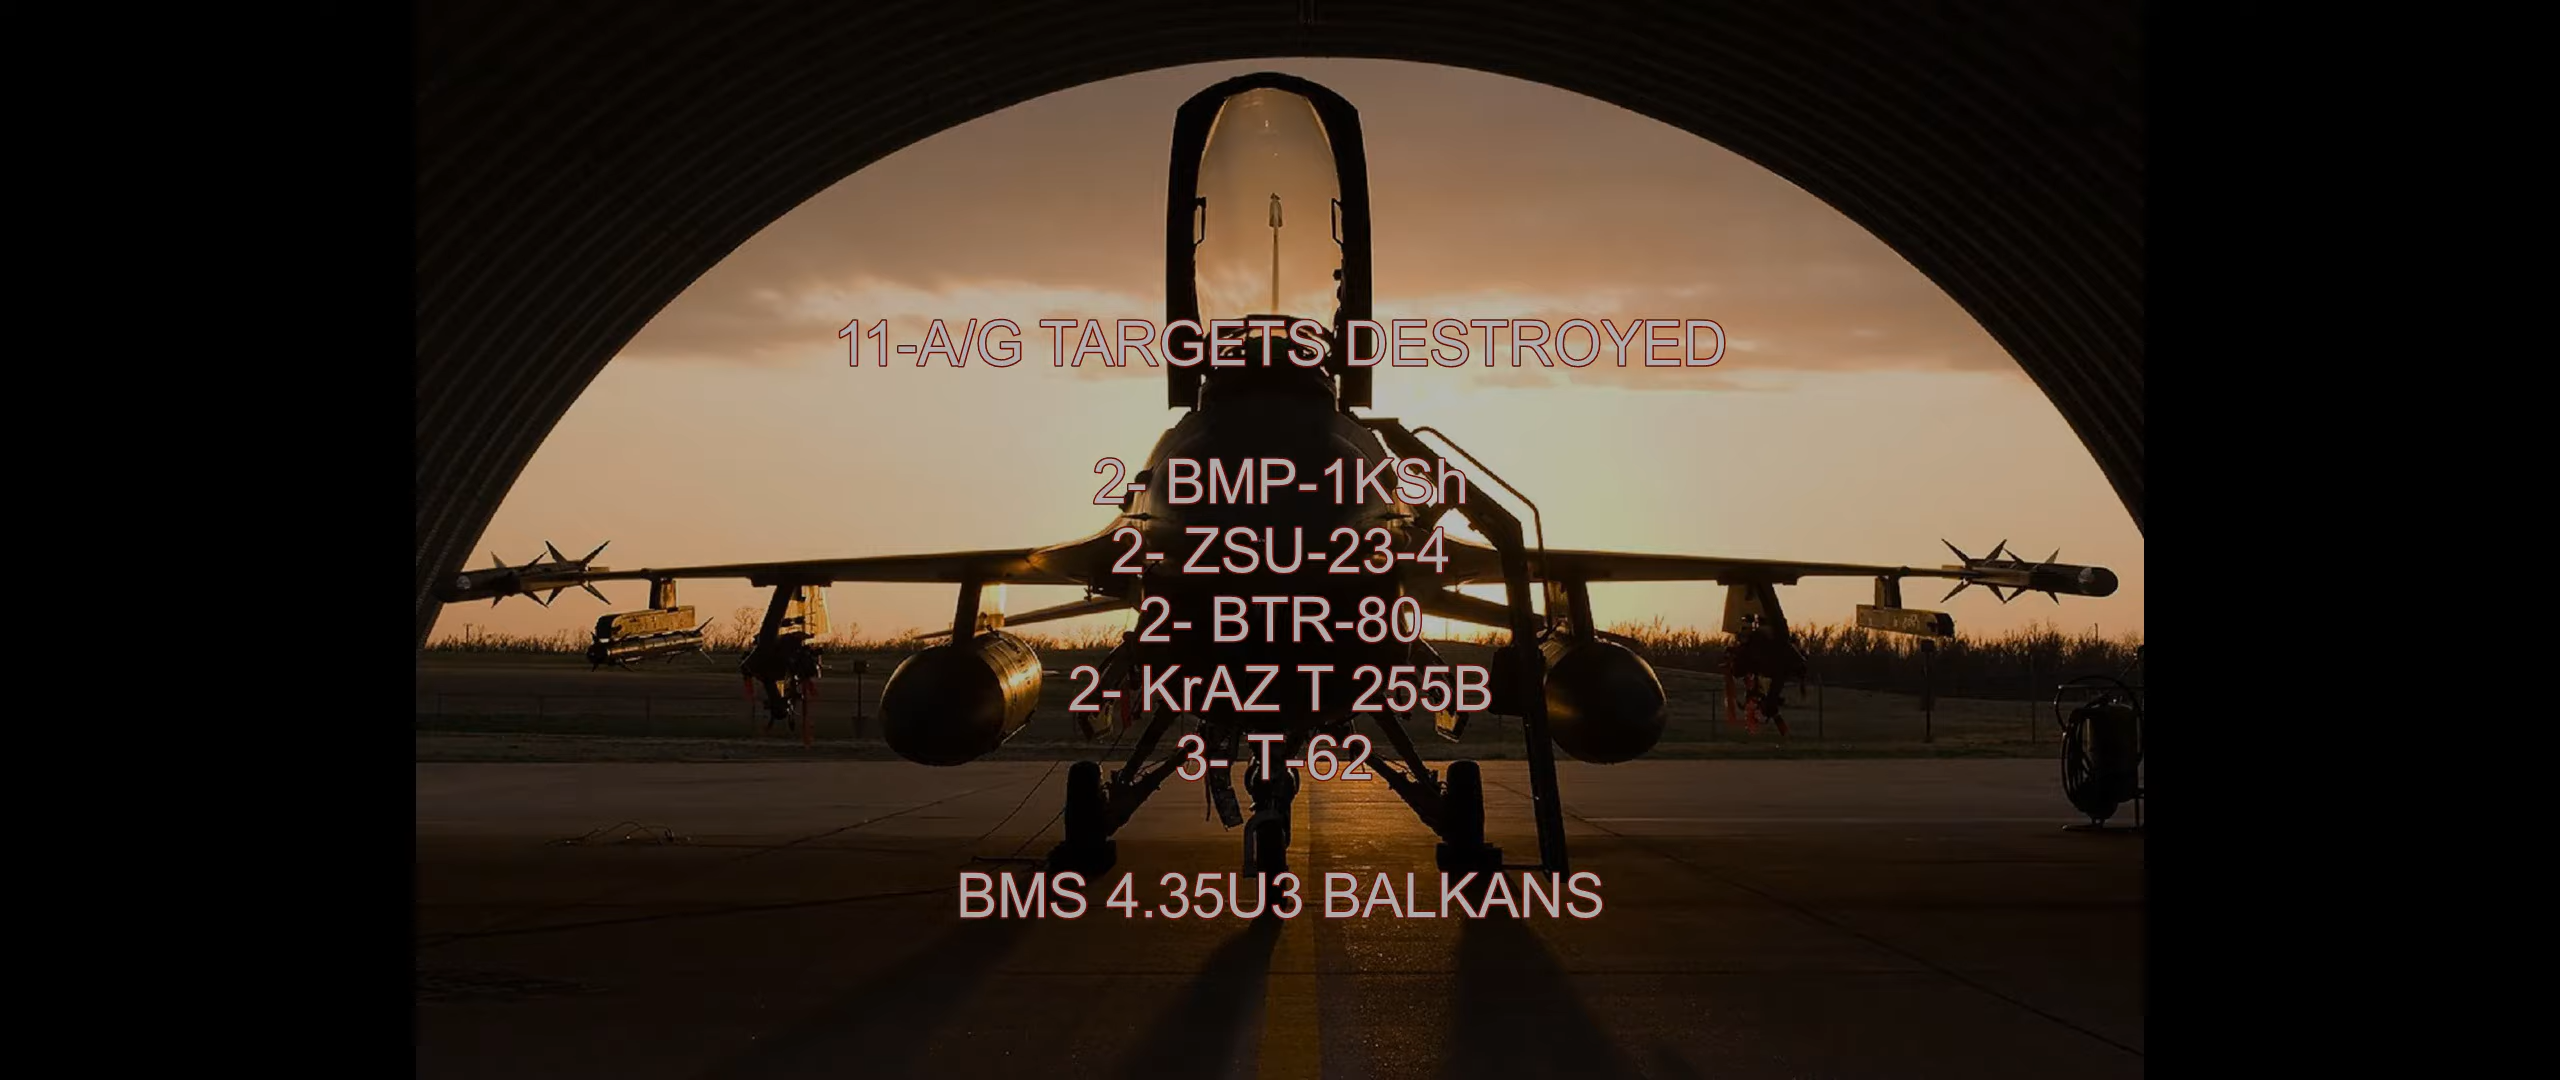 11-A/G TARGETS DESTROYED
2- BMP-1KSh
2- ZSU-23-4
2- BTR-80
2- KrAZ T 255B
3- T-62
BMS 4.35U3 BALKANS